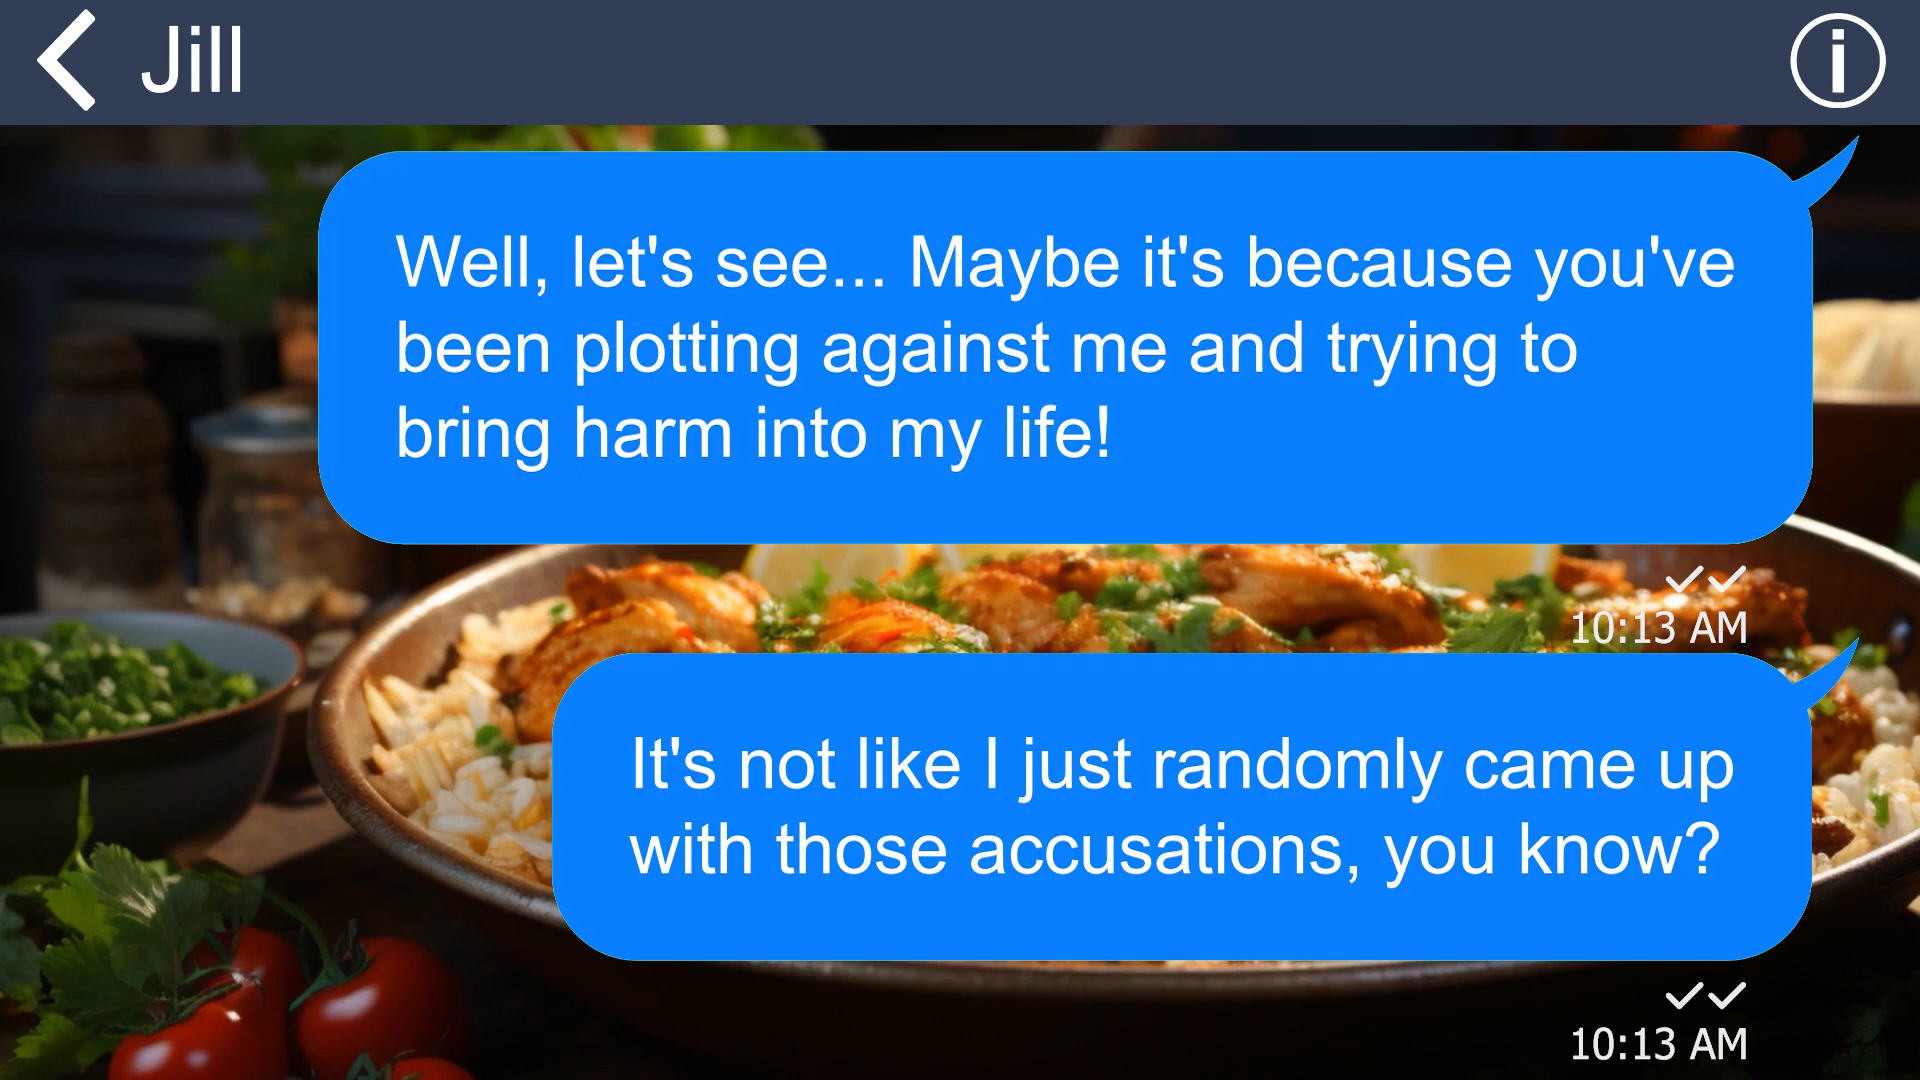 Jill
Well, let's see... Maybe it's because you've
been plotting against me and trying to
bring harm into my life!
10:13 AM
It's not like I just randomly came up
with those accusations, you know?
10:13 AM